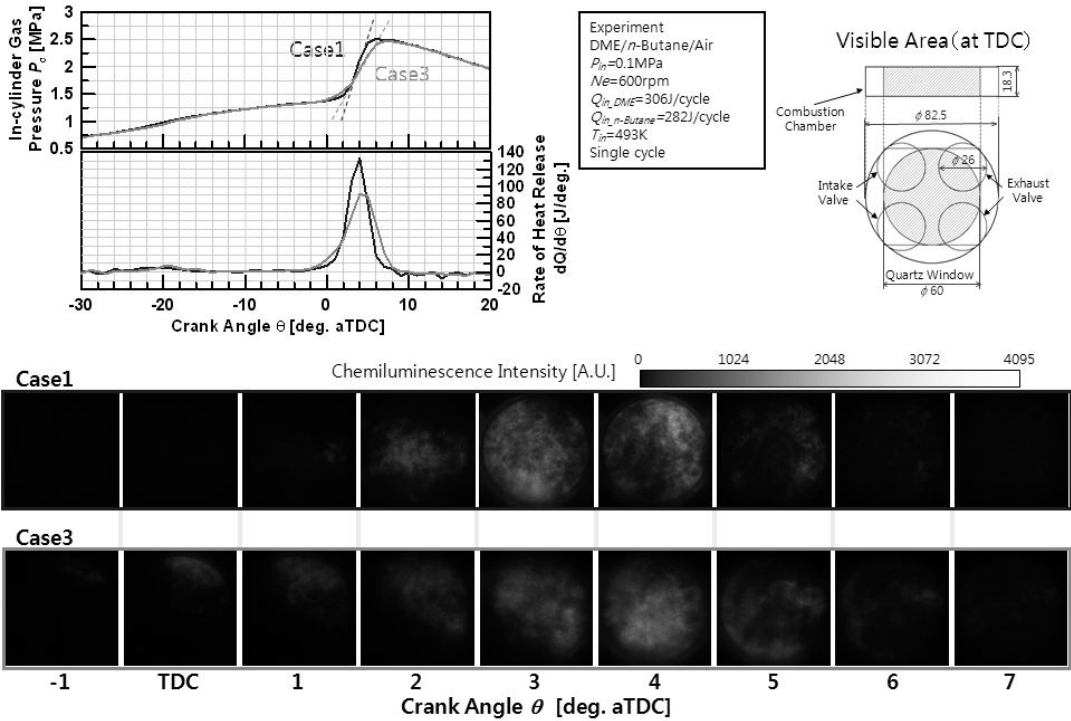 In-cylinder Gas
Pressure Pc [MPa]
3
2.5
2
1.5
1
0.5
Case1
Case3
140
120
100
80
60
40
20
0
-20
Rate of Heat Release
dQ/dθ [J/deg.]
-30
-20
-10
0
10
20
Crank Angle θ [deg. aTDC]
Experiment
DME/n-Butane/Air
Pin=0.1MPa
Ne=600rpm
Qin_DME=306J/cycle
Qin_n-Butane=282J/cycle
Tin=493K
Single cycle
Visible Area(at TDC)
18.3
Combustion
Chamber
ϕ82.5
ϕ26
Intake
Valve
Exhaust
Valve
Quartz Window
ϕ60
Chemiluminescence Intensity [A.U.]
0
1024
2048
3072
4095
Case1
Case3
-1
TDC
1
2
3
4
5
6
7
Crank Angle θ [deg. aTDC]